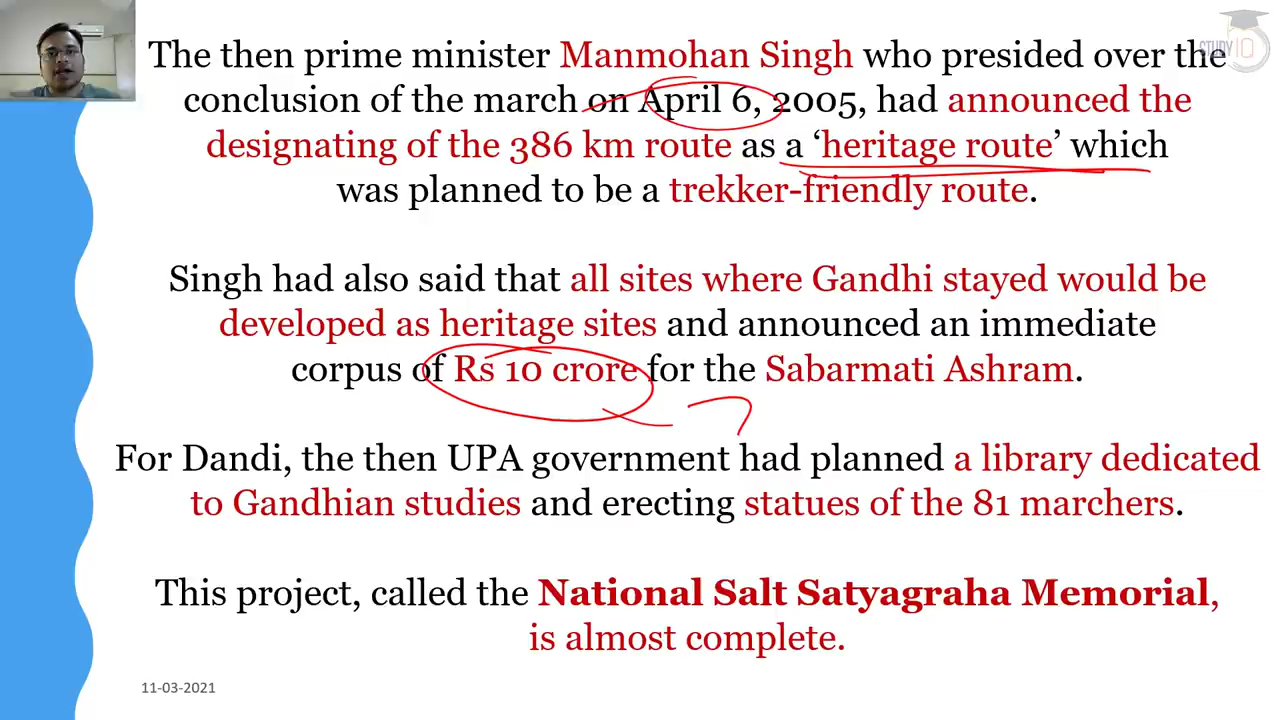 STUDY IQ
The then prime minister Manmohan Singh who presided over the
conclusion of the march on April 6, 2005, had announced the
designating of the 386 km route as a ‘heritage route’ which
was planned to be a trekker-friendly route.
Singh had also said that all sites where Gandhi stayed would be
developed as heritage sites and announced an immediate
corpus of Rs 10 crore for the Sabarmati Ashram.
For Dandi, the then UPA government had planned a library dedicated
to Gandhian studies and erecting statues of the 81 marchers.
This project, called the National Salt Satyagraha Memorial,
is almost complete.
11-03-2021